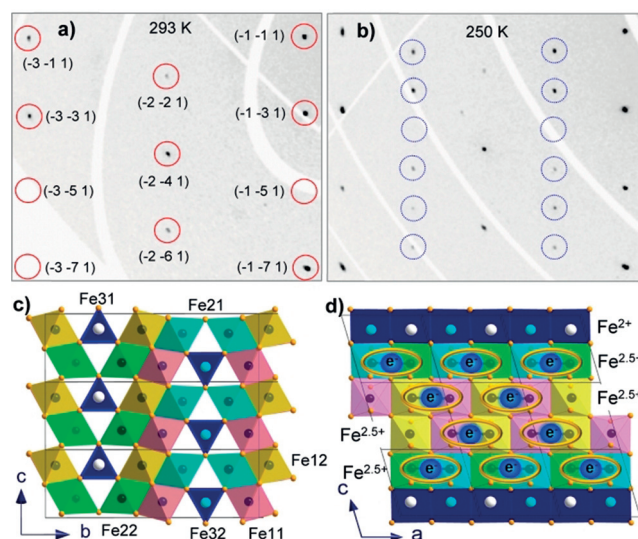 a)
293 K
(-1 -1 1)
(-3 -1 1)
(-2 -2 1)
(-3 -3 1)
(-1 -3 1)
(-2 -4 1)
(-3 -5 1)
(-1 -5 1)
(-2 -6 1)
(-3 -7 1)
(-1 -7 1)
b)
250 K
c)
Fe31
Fe21
Fe12
c
b
Fe22
Fe32
Fe11
d)
Fe2+
e-
e-
e-
Fe2.5+
e-
e-
Fe2.5+
Fe2.5+
e-
e-
Fe2.5+
e-
e-
e-
c
a